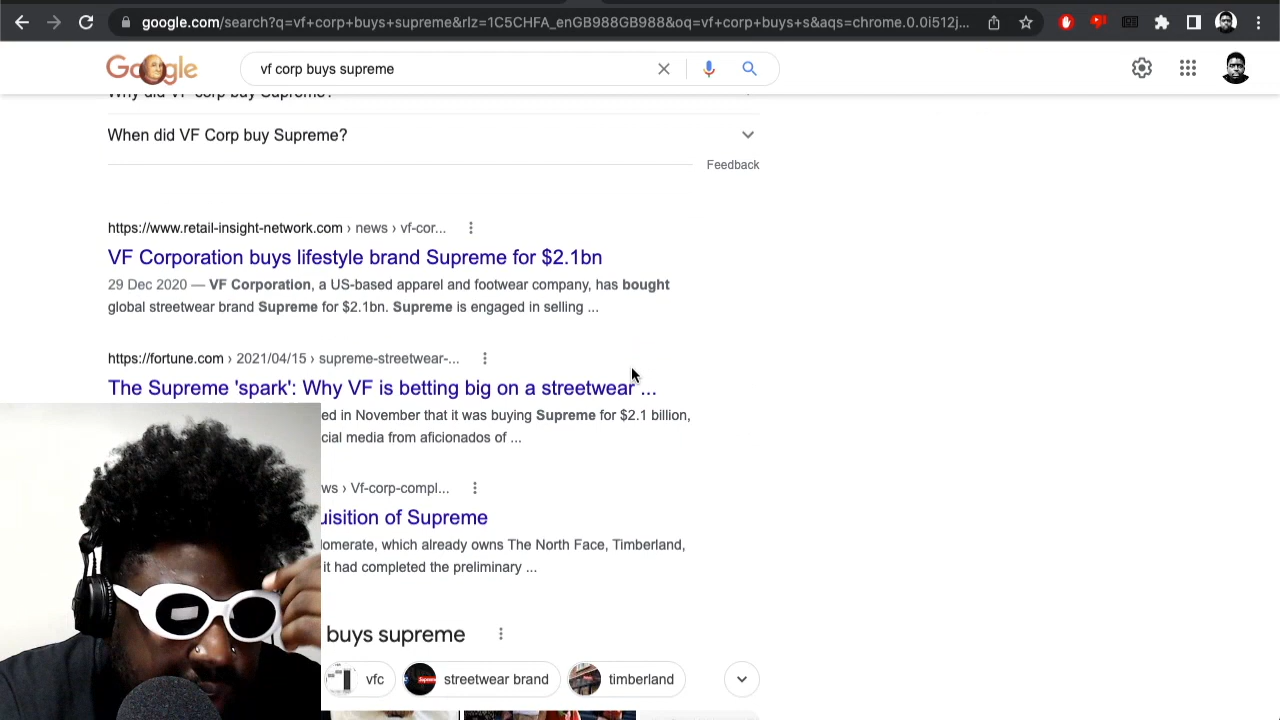 google.com/search?q=vf+corp+buys+supreme&rlz=1C5CHFA_enGB988GB988&oq=vf+corp+buys+s&aqs=chrome.0.0i512j...
Google
vf corp buys supreme
Why did VF corp buy Supreme?
When did VF Corp buy Supreme?
Feedback
https://www.retail-insight-network.com › news › vf-cor...
VF Corporation buys lifestyle brand Supreme for $2.1bn
29 Dec 2020 — VF Corporation, a US-based apparel and footwear company, has bought
global streetwear brand Supreme for $2.1bn. Supreme is engaged in selling ...
https://fortune.com › 2021/04/15 › supreme-streetwear-...
The Supreme 'spark': Why VF is betting big on a streetwear ...
ed in November that it was buying Supreme for $2.1 billion,
cial media from aficionados of ...
ws › Vf-corp-compl...
uisition of Supreme
lomerate, which already owns The North Face, Timberland,
it had completed the preliminary ...
buys supreme
vfc
streetwear brand
timberland